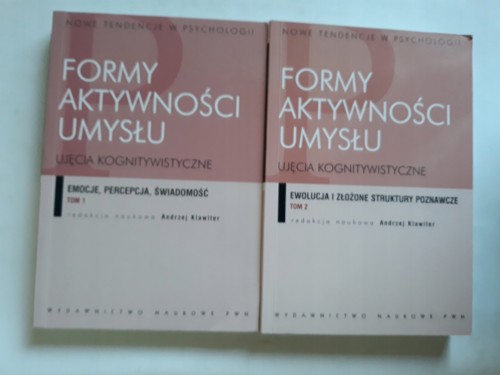 NOWE TENDENCJE W PSYCHOLOGII
P
FORMY
AKTYWNOŚCI
UMYSŁU
UJĘCIA KOGNITYWISTYCZNE
EMOCJE, PERCEPCJA, ŚWIADOMOŚĆ
TOM 1
redakcja naukowa Andrzej Klawiter
WYDAWNICTWO NAUKOWE PWN
NOWE TENDENCJE W PSYCHOLOGII
P
FORMY
AKTYWNOŚCI
UMYSŁU
UJĘCIA KOGNITYWISTYCZNE
EWOLUCJA I ZŁOŻONE STRUKTURY POZNAWCZE
TOM 2
redakcja naukowa Andrzej Klawiter
WYDAWNICTWO NAUKOWE PWN